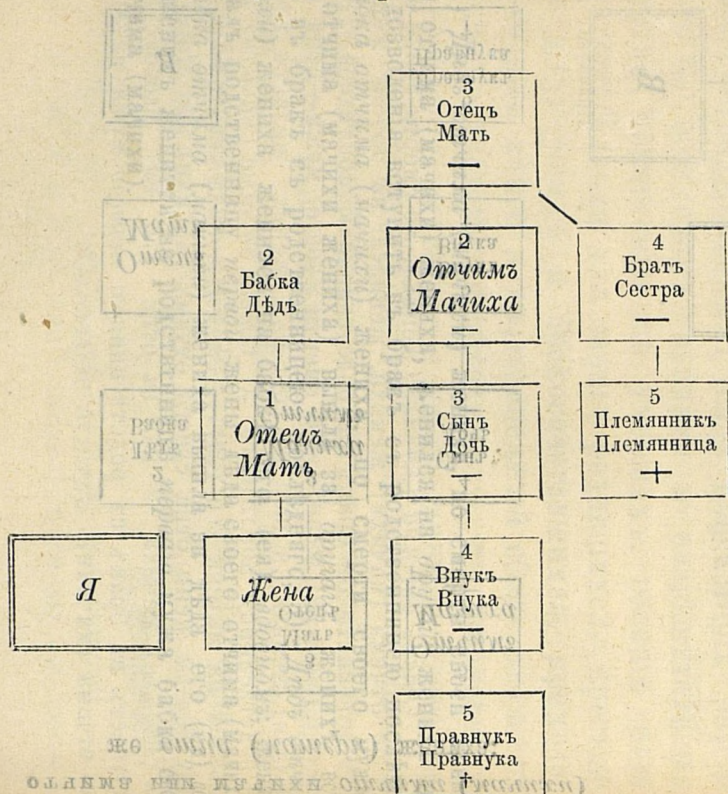 3
Отецъ
Мать
—
2
Бабка
Дѣдъ
2
Отчимъ
Мачиха
—
4
Братъ
Сестра
—
1
Отецъ
Мать
3
Сынъ
Дочь
—
5
Племянникъ
Племянница
+
Я
Жена
4
Внукъ
Внука
—
5
Правнукъ
Правнука
†